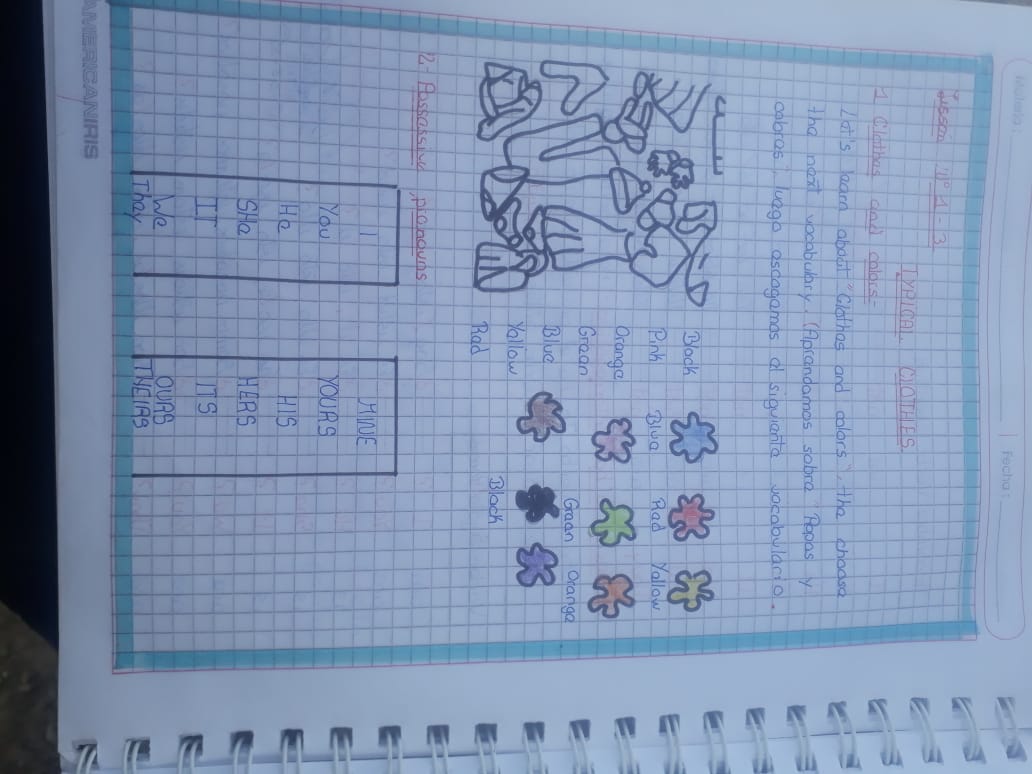 Nombre:
Fecha:
Lesson N° 1-3
TYPICAL CLOTHES
1 Clothes and colors:
Let's learn about "Clothes and colors", the choose
the next vocabulary. (Aprendamos sobre "Ropas y
colores", luego escogemos el siguiente vocabulario.
Black
Pink
Orange
Green
Blue
Yellow
Red
Blue Red Yellow
Green Orange
Black
2- Possessive pronouns
I MINE
You YOURS
He HIS
SHe HERS
IT ITS
We OURS
They THEIRS
AMERICANIRIS